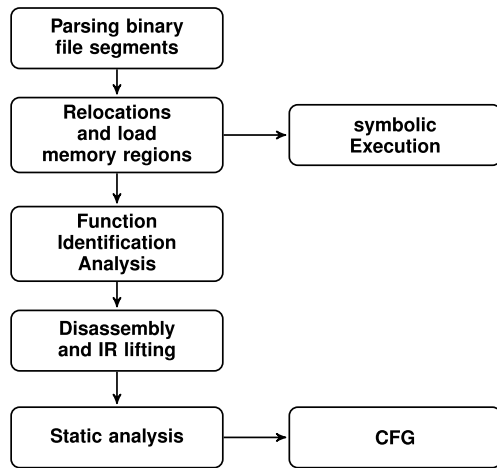 Parsing binary
file segments
Relocations
and load
memory regions
symbolic
Execution
Function
Identification
Analysis
Disassembly
and IR lifting
Static analysis
CFG